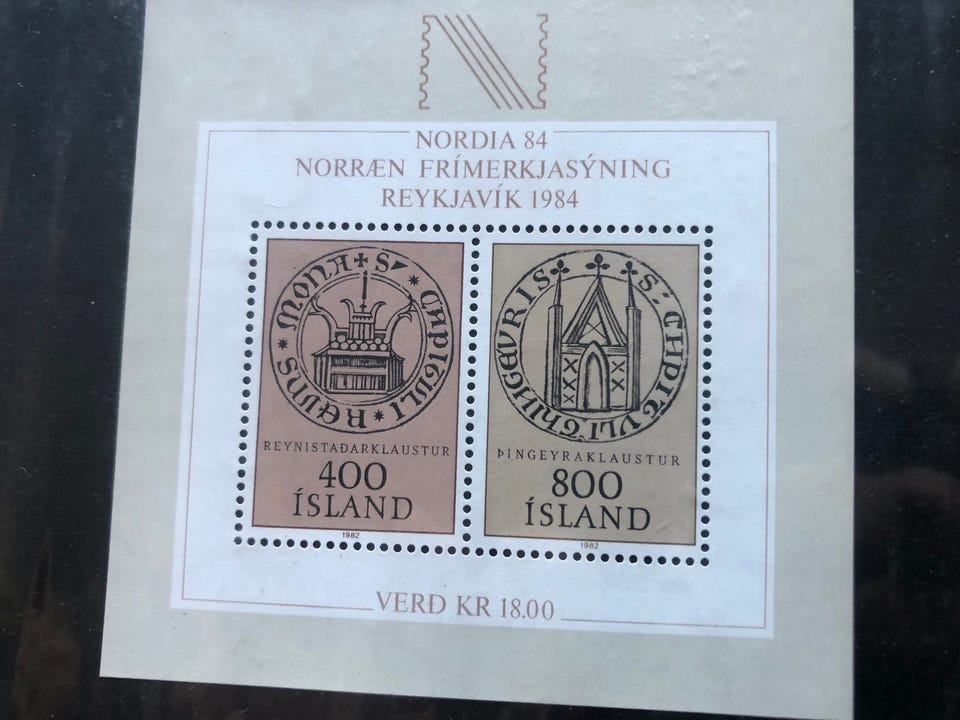 NORDIA 84
NORRÆN FRÍMERKJASÝNING
REYKJAVÍK 1984
REYNISTAÐARKLAUSTUR
400
ÍSLAND
1982
ÞINGEYRAKLAUSTUR
800
ÍSLAND
1982
VERÐ KR 18.00